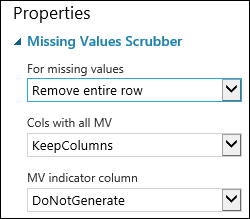 Properties
Missing Values Scrubber
For missing values
Remove entire row
Cols with all MV
KeepColumns
MV indicator column
DoNotGenerate